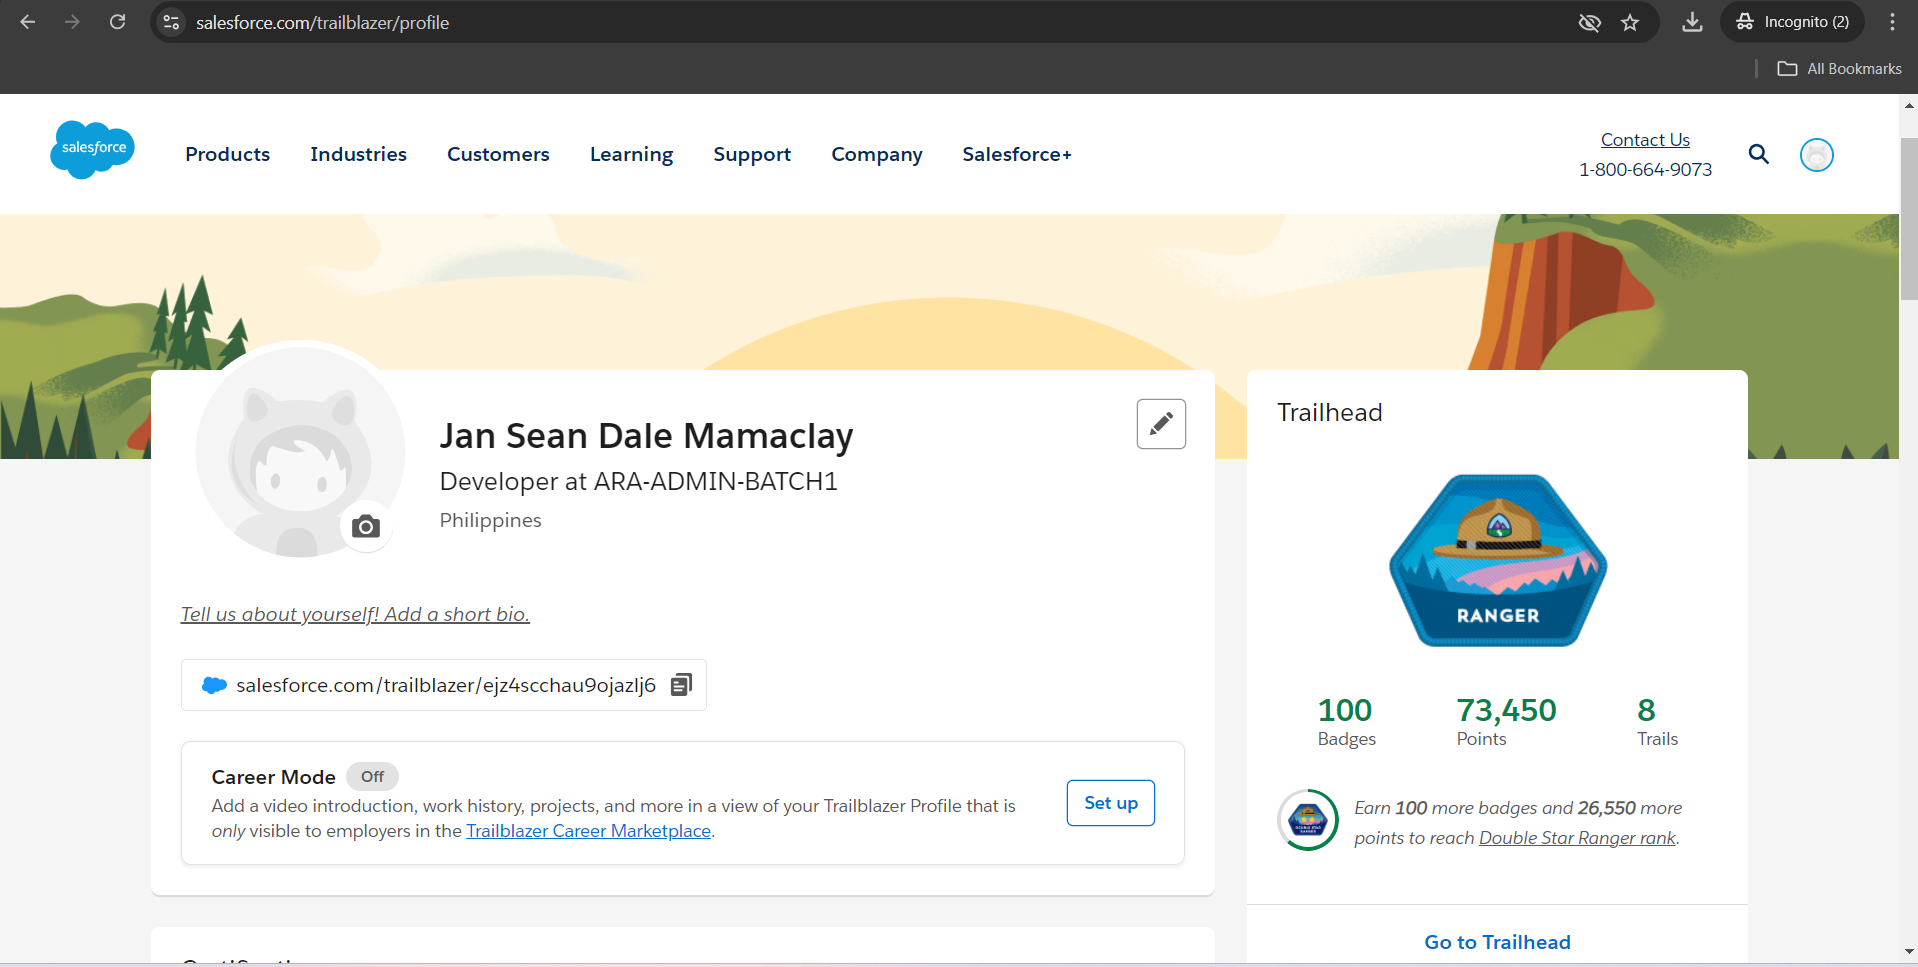 salesforce.com/trailblazer/profile
Incognito (2)
All Bookmarks
salesforce
Products
Industries
Customers
Learning
Support
Company
Salesforce+
Contact Us
1-800-664-9073
Jan Sean Dale Mamaclay
Developer at ARA-ADMIN-BATCH1
Philippines
Tell us about yourself! Add a short bio.
salesforce.com/trailblazer/ejz4scchau9ojazlj6
Career Mode Off
Add a video introduction, work history, projects, and more in a view of your Trailblazer Profile that is
only visible to employers in the Trailblazer Career Marketplace.
Set up
Trailhead
RANGER
100
Badges
73,450
Points
8
Trails
DOUBLE STAR
RANGER
Earn 100 more badges and 26,550 more
points to reach Double Star Ranger rank.
Go to Trailhead